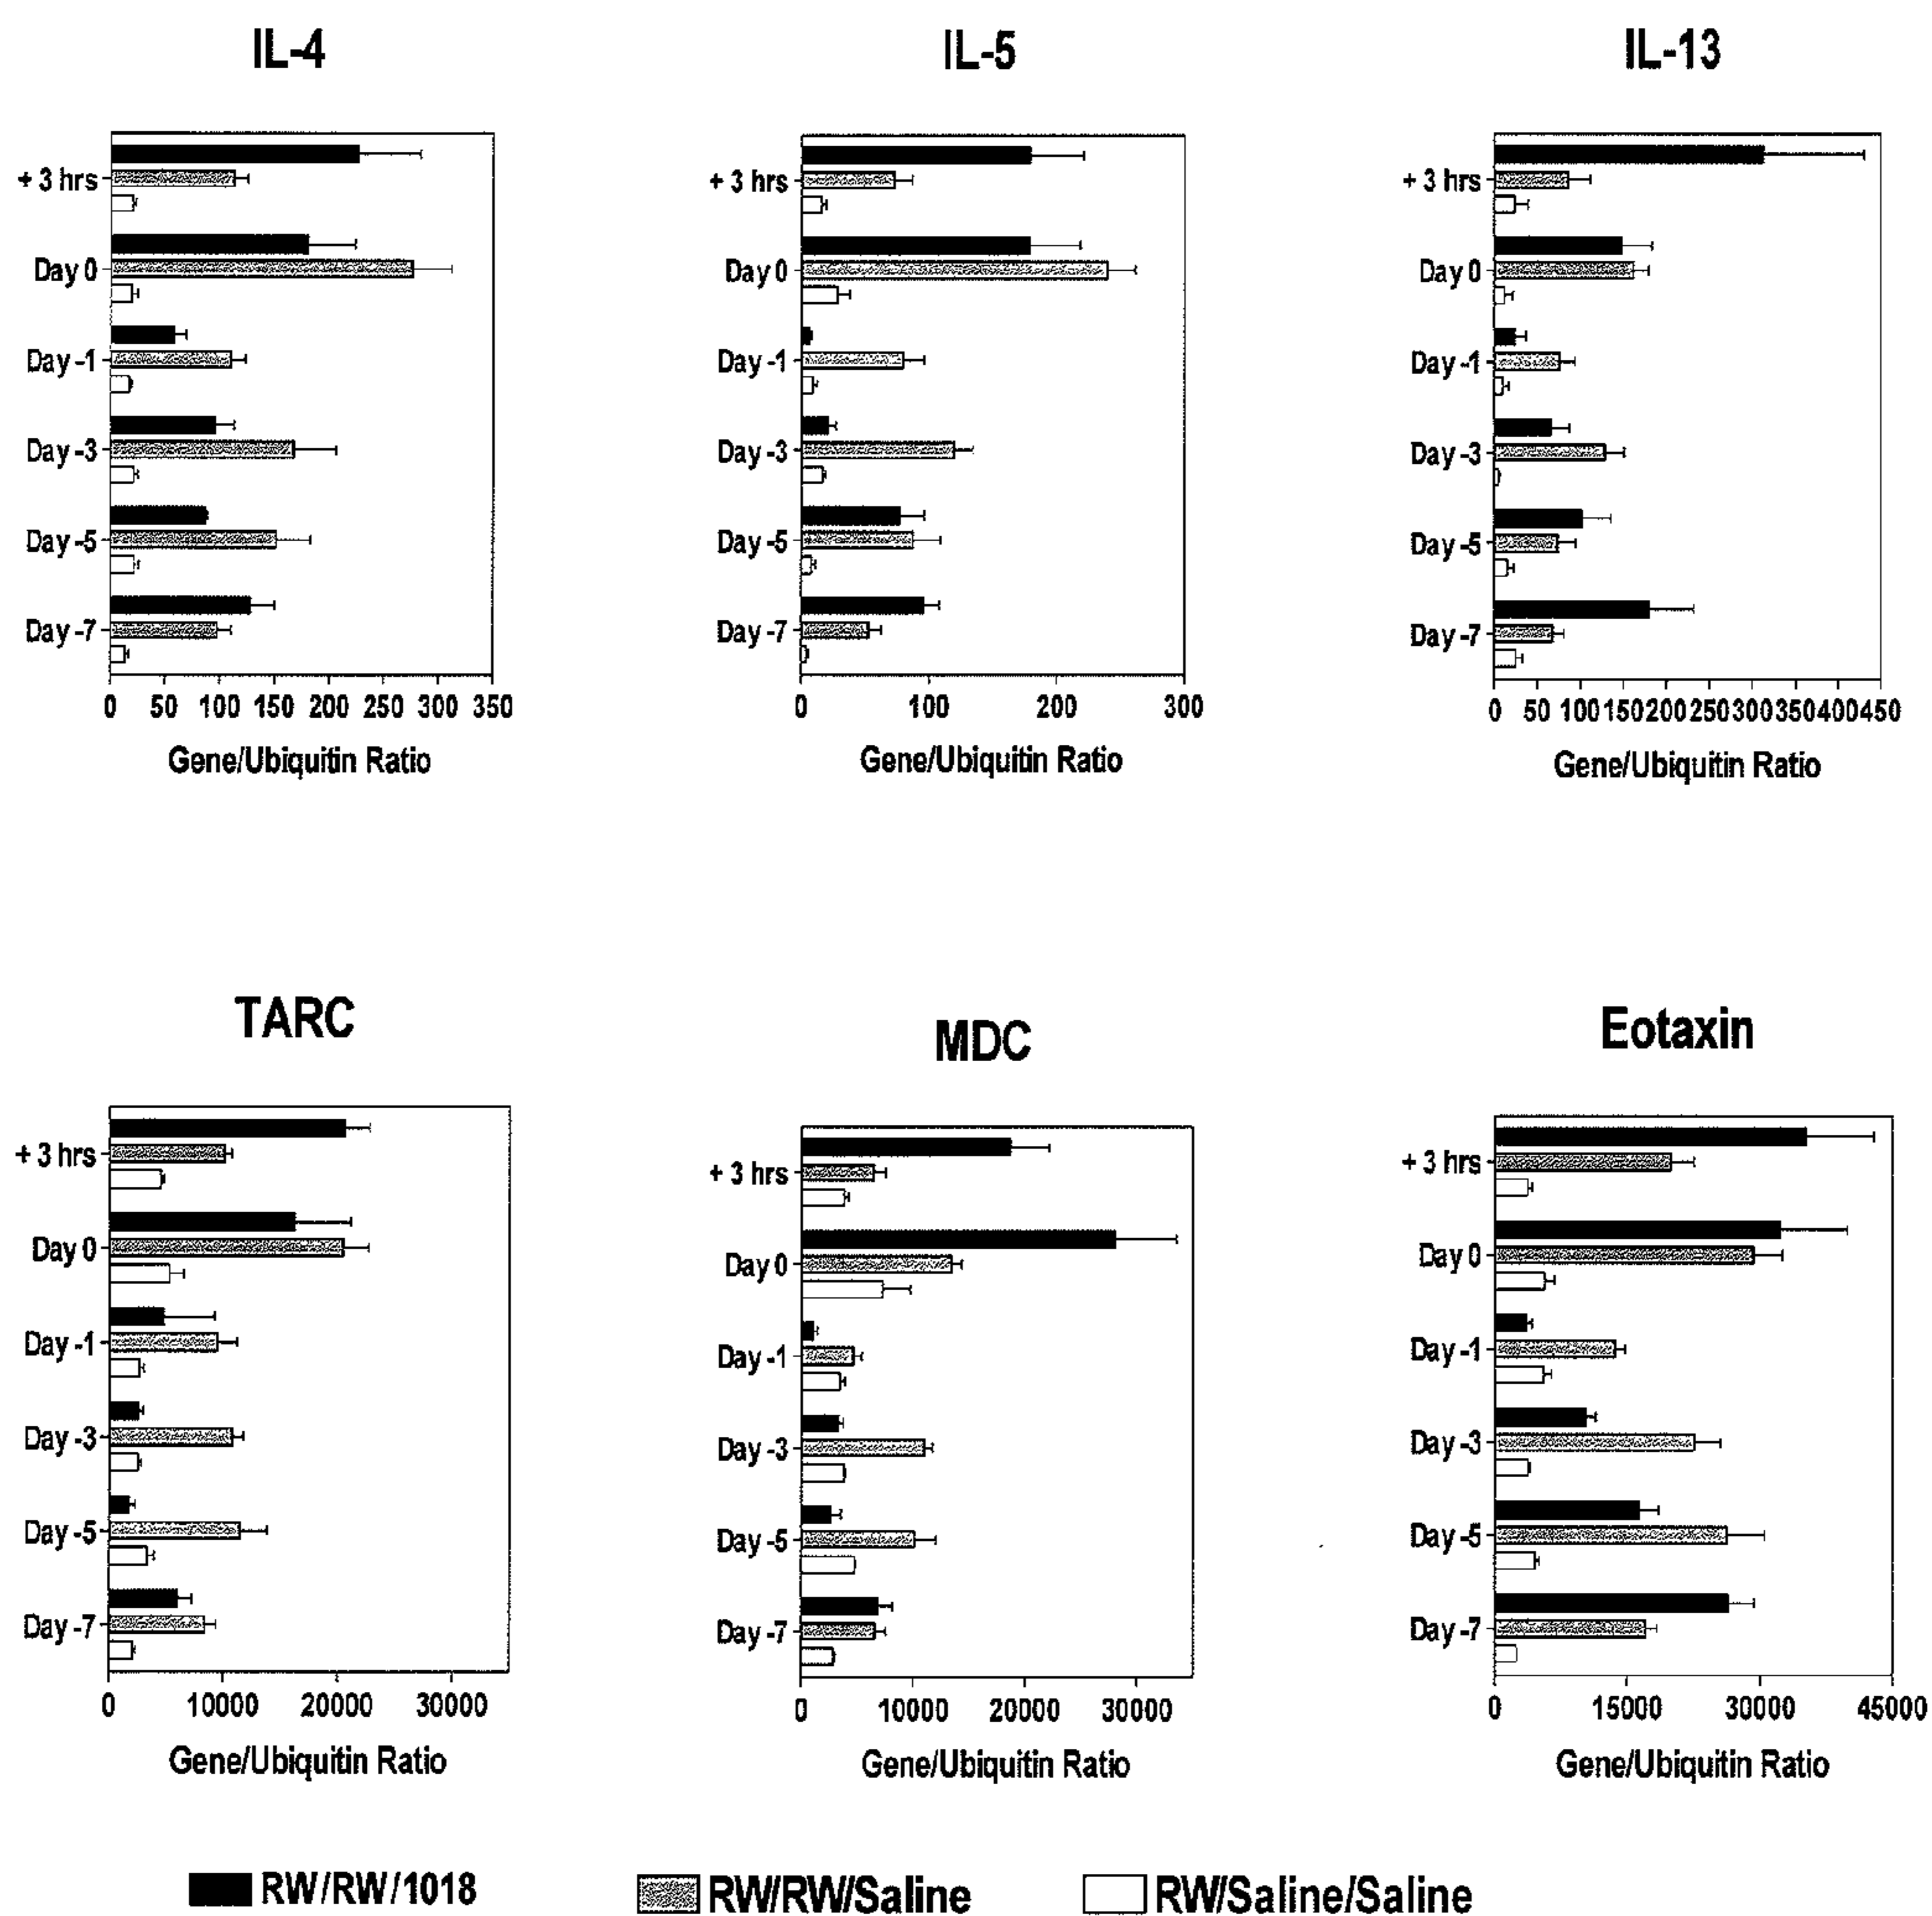 IL-4
IL-5
IL-13
+ 3 hrs
Day 0
Day -1
Day -3
Day -5
Day -7
0 50 100 150 200 250 300 350
Gene/Ubiquitin Ratio
+ 3 hrs
Day 0
Day -1
Day -3
Day -5
Day -7
0 100 200 300
Gene/Ubiquitin Ratio
+ 3 hrs
Day 0
Day -1
Day -3
Day -5
Day -7
0 50 100 150 200 250 300 350 400 450
Gene/Ubiquitin Ratio
TARC
MDC
Eotaxin
+ 3 hrs
Day 0
Day -1
Day -3
Day -5
Day -7
0 10000 20000 30000
Gene/Ubiquitin Ratio
+ 3 hrs
Day 0
Day -1
Day -3
Day -5
Day -7
0 10000 20000 30000
Gene/Ubiquitin Ratio
+ 3 hrs
Day 0
Day -1
Day -3
Day -5
Day -7
0 15000 30000 45000
Gene/Ubiquitin Ratio
RW/RW/1018 RW/RW/Saline RW/Saline/Saline